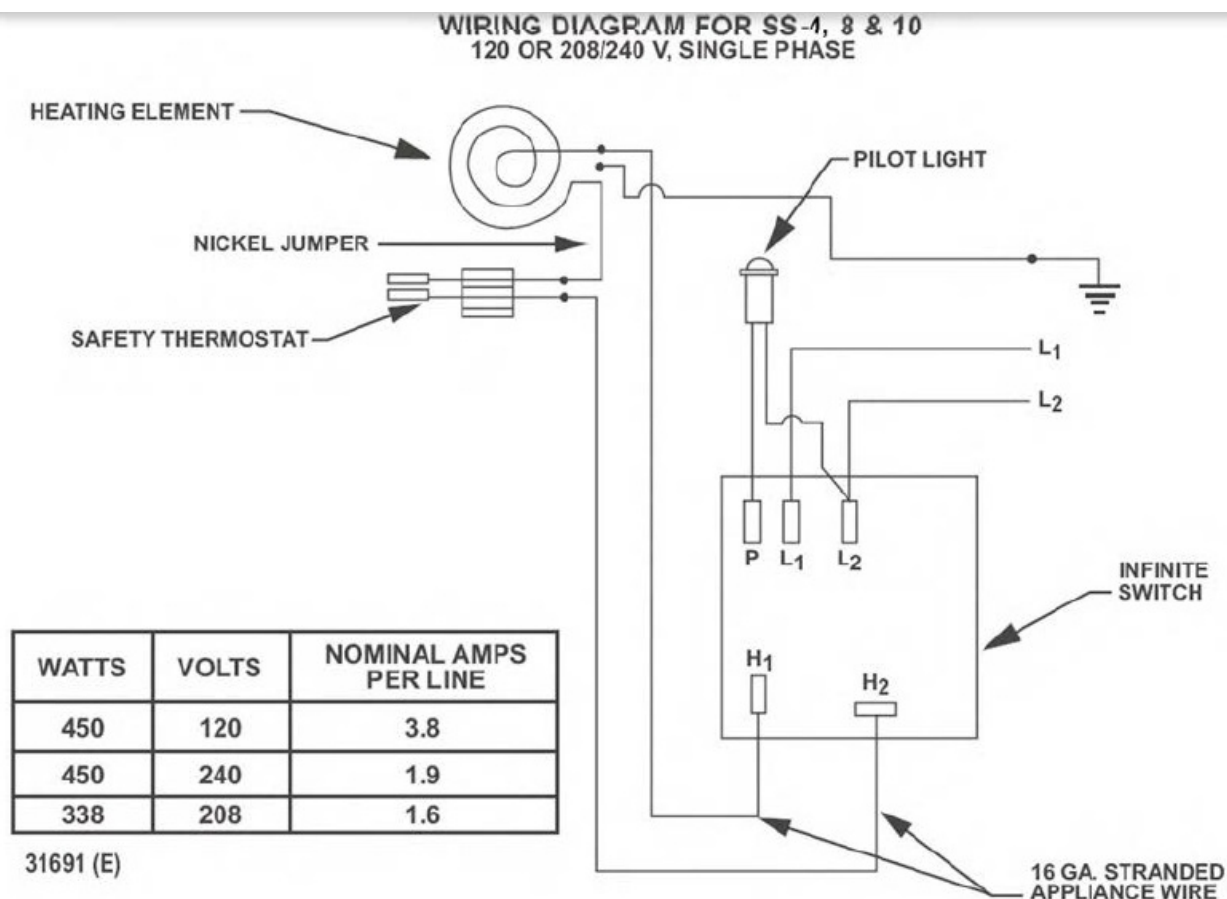 WIRING DIAGRAM FOR SS-4, 8 & 10
120 OR 208/240 V, SINGLE PHASE
HEATING ELEMENT
PILOT LIGHT
NICKEL JUMPER
SAFETY THERMOSTAT
L1
L2
P L1 L2
INFINITE
SWITCH
H1
H2
WATTS VOLTS NOMINAL AMPS
PER LINE
450 120 3.8
450 240 1.9
338 208 1.6
31691 (E)
16 GA. STRANDED
APPLIANCE WIRE